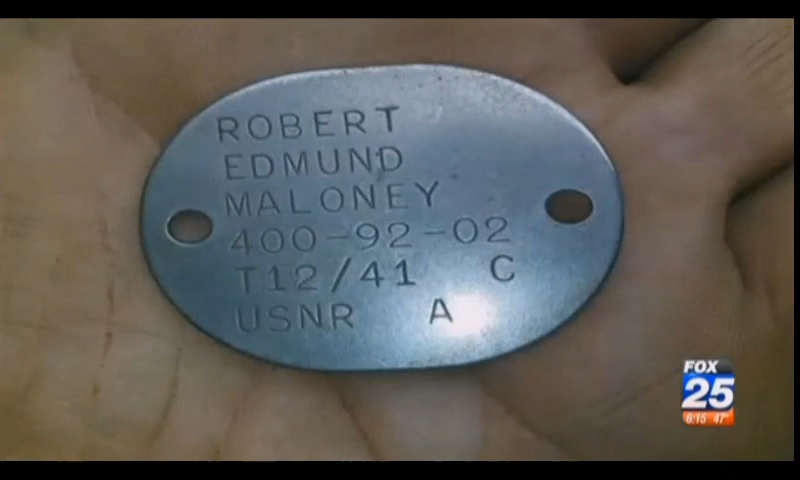 ROBERT
EDMUND
MALONEY
400-92-02
T12/41 C
USNR A
FOX
25
6:15 47°